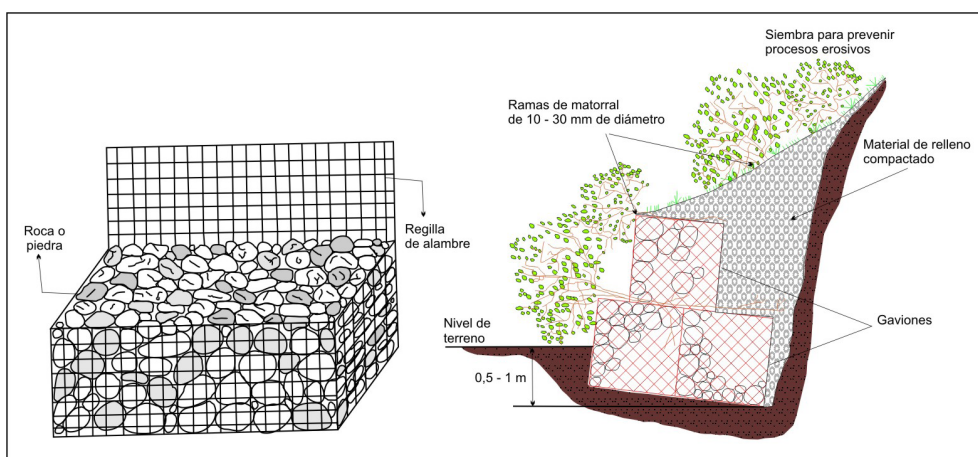 Roca o
piedra
Regilla
de alambre
Siembra para prevenir
procesos erosivos
Ramas de matorral
de 10 - 30 mm de diámetro
Material de relleno
compactado
Nivel de
terreno
Gaviones
0,5 - 1 m